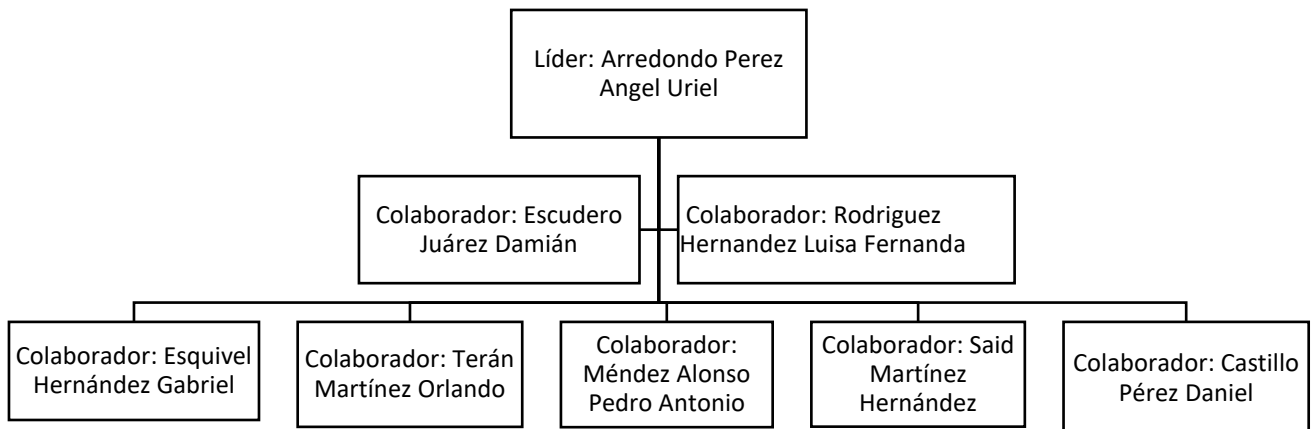 Líder: Arredondo Perez
Angel Uriel
Colaborador: Escudero
Juárez Damián
Colaborador: Rodriguez
Hernandez Luisa Fernanda
Colaborador: Esquivel
Hernández Gabriel
Colaborador: Terán
Martínez Orlando
Colaborador:
Méndez Alonso
Pedro Antonio
Colaborador: Said
Martínez
Hernández
Colaborador: Castillo
Pérez Daniel